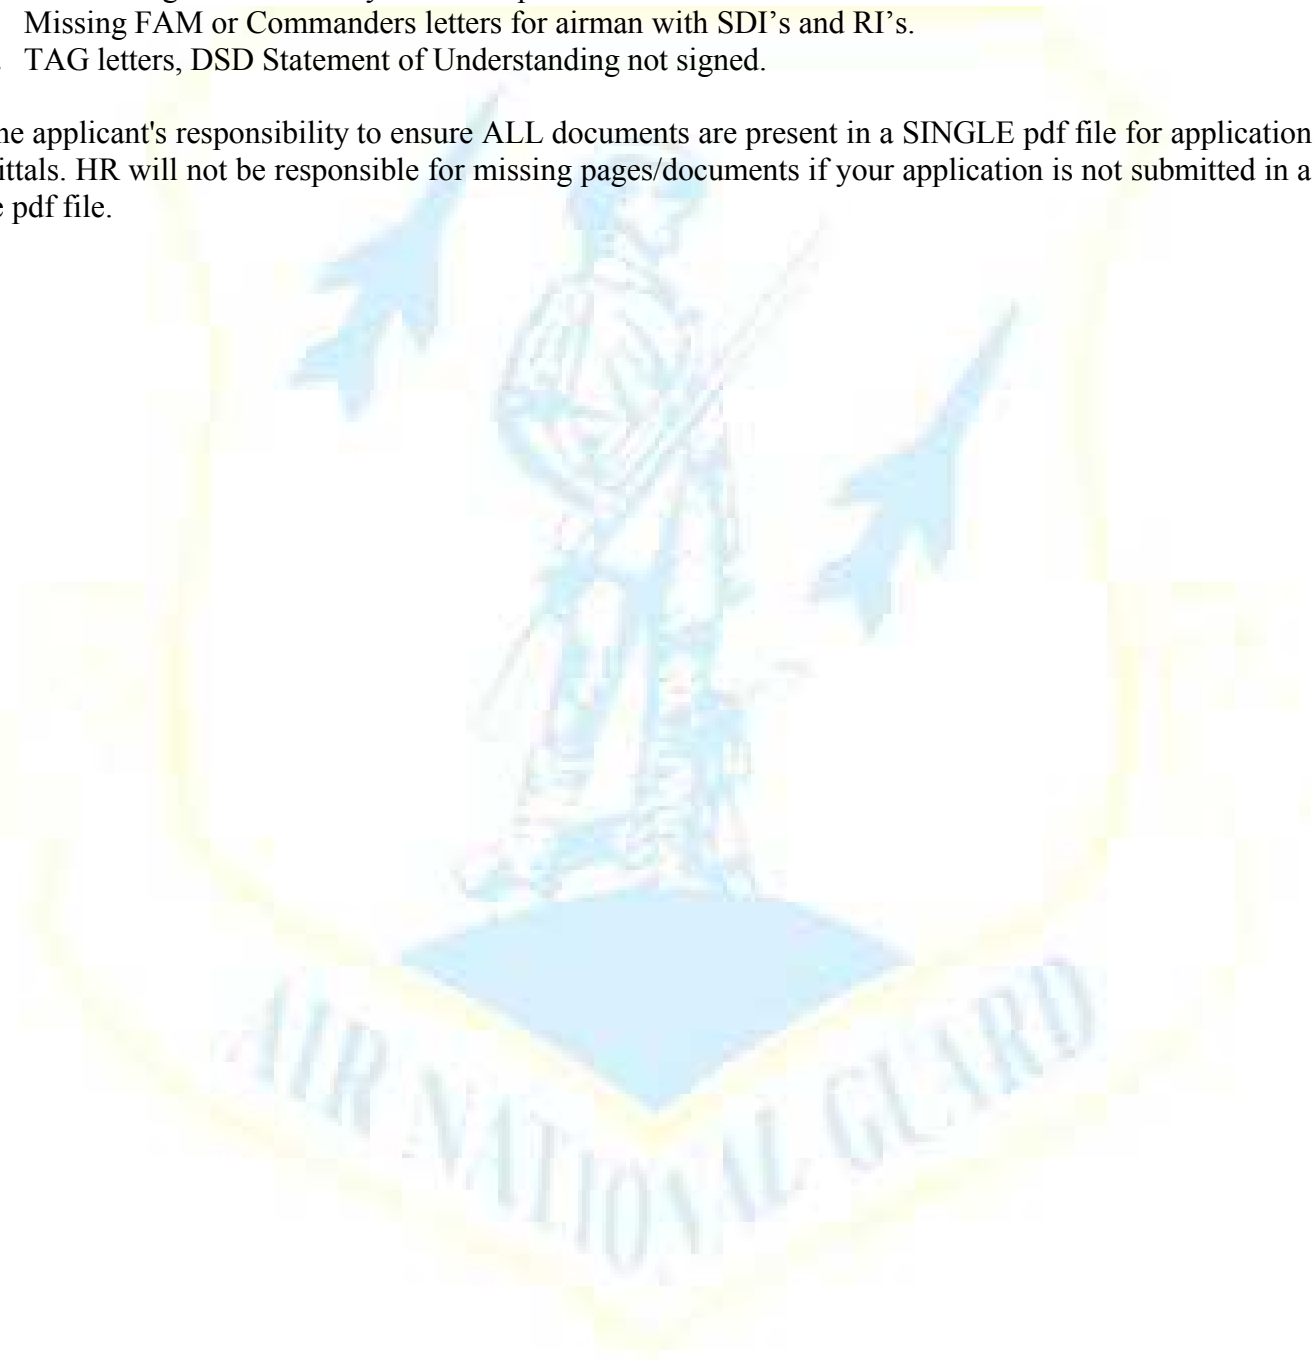 Missing FAM or Commanders letters for airman with SDI’s and RI’s.
. TAG letters, DSD Statement of Understanding not signed.
applicant's responsibility to ensure ALL documents are present in a SINGLE pdf file for application
HR will not be responsible for missing pages/documents if your application is not submitted in a
pdf file.
AIR NATIONAL GUARD